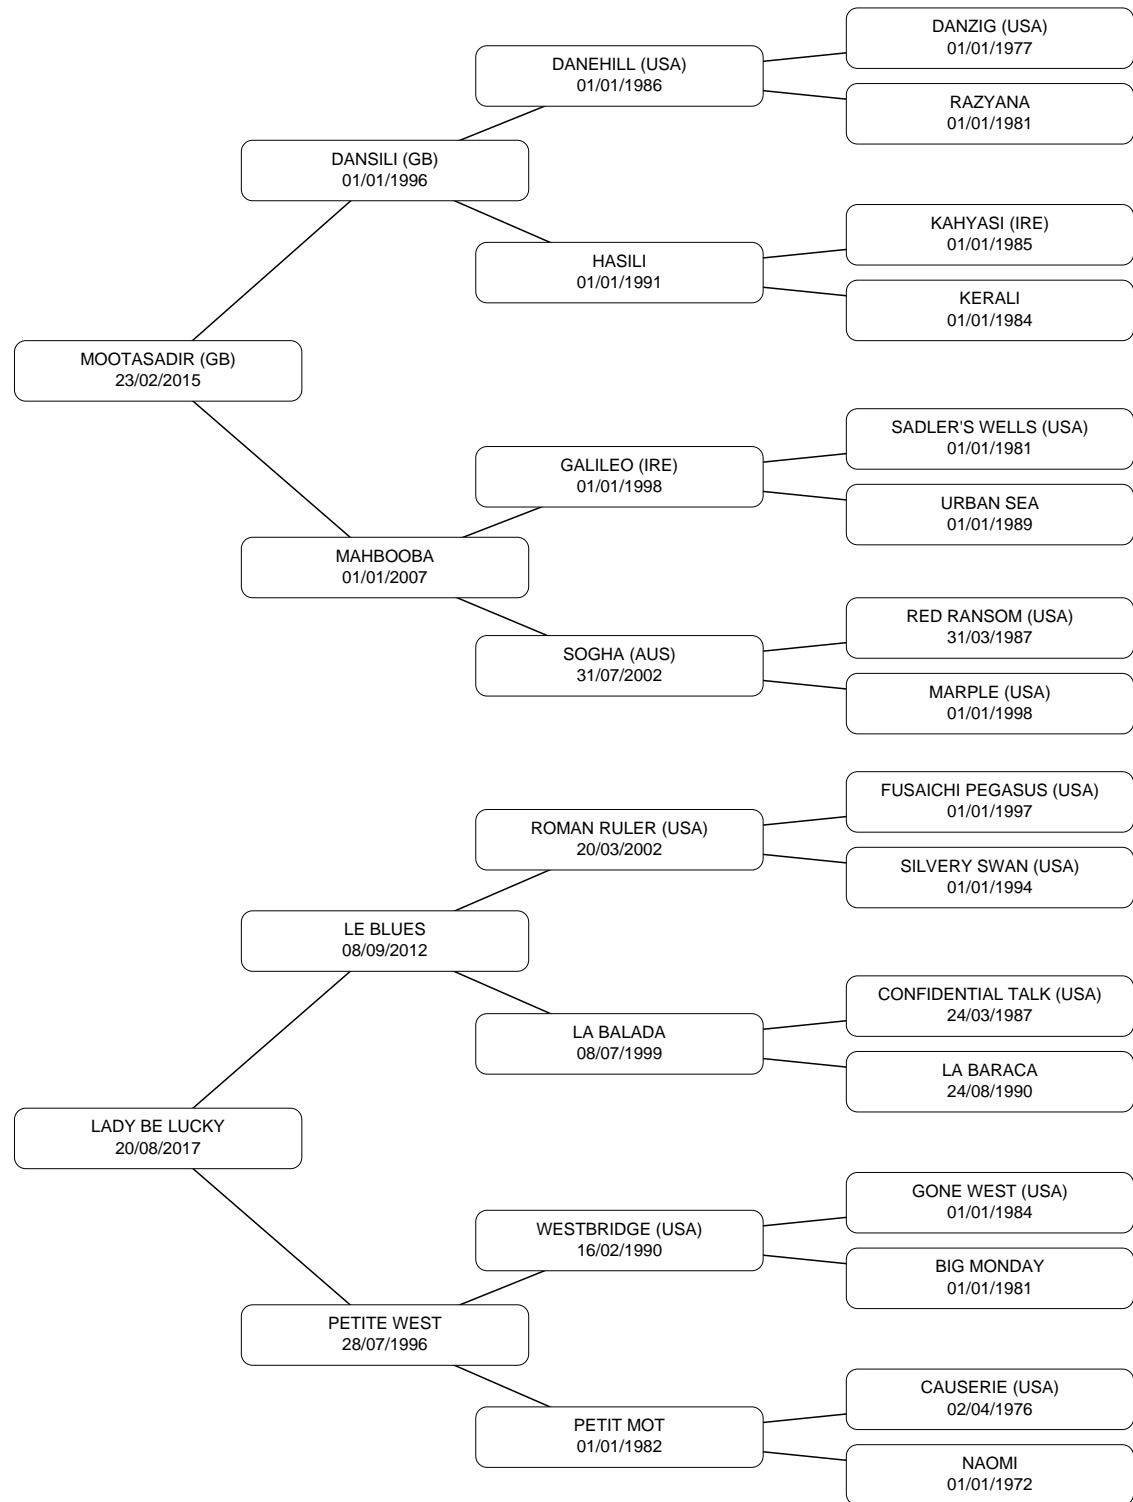 DANZIG (USA)
01/01/1977
DANEHILL (USA)
01/01/1986
RAZYANA
01/01/1981
DANSILI (GB)
01/01/1996
KAHYASI (IRE)
01/01/1985
HASILI
01/01/1991
KERALI
01/01/1984
MOOTASADIR (GB)
23/02/2015
SADLER'S WELLS (USA)
01/01/1981
GALILEO (IRE)
01/01/1998
URBAN SEA
01/01/1989
MAHBOOBA
01/01/2007
RED RANSOM (USA)
31/03/1987
SOGHA (AUS)
31/07/2002
MARPLE (USA)
01/01/1998
FUSAICHI PEGASUS (USA)
01/01/1997
ROMAN RULER (USA)
20/03/2002
SILVERY SWAN (USA)
01/01/1994
LE BLUES
08/09/2012
CONFIDENTIAL TALK (USA)
24/03/1987
LA BALADA
08/07/1999
LA BARACA
24/08/1990
LADY BE LUCKY
20/08/2017
GONE WEST (USA)
01/01/1984
WESTBRIDGE (USA)
16/02/1990
BIG MONDAY
01/01/1981
PETITE WEST
28/07/1996
CAUSERIE (USA)
02/04/1976
PETIT MOT
01/01/1982
NAOMI
01/01/1972